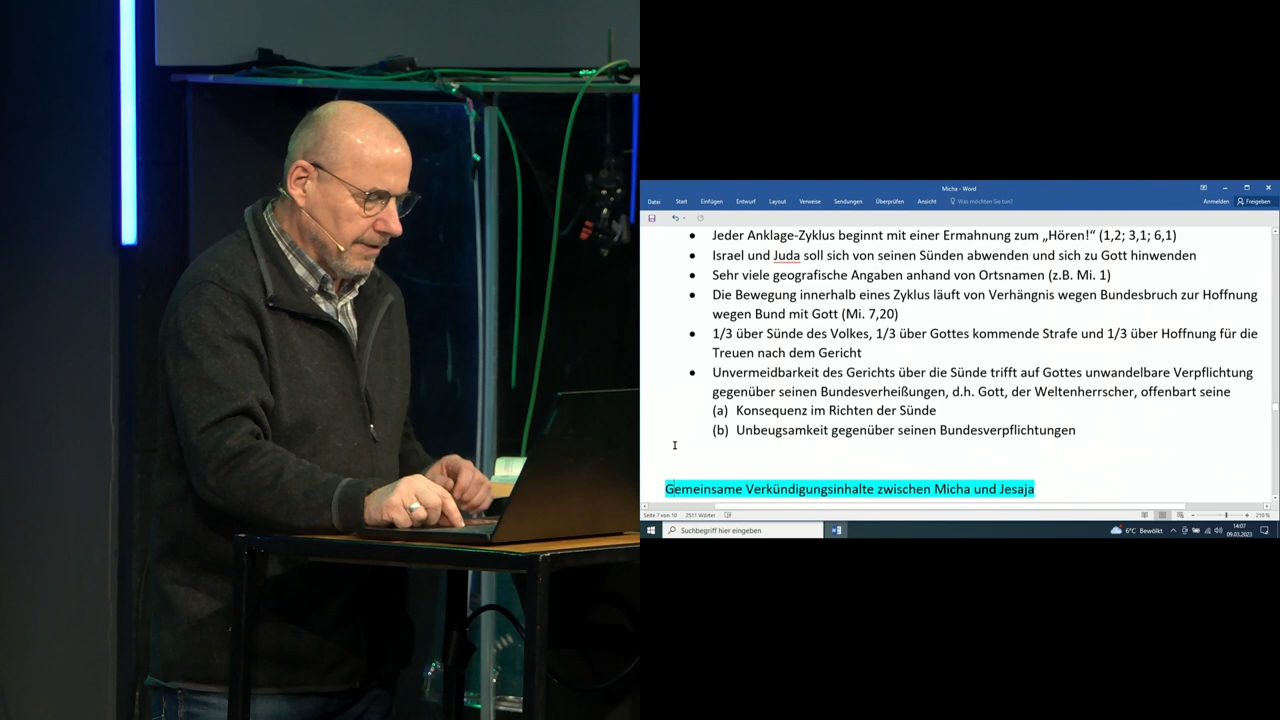 Micha - Word
Datei Start Einfügen Entwurf Layout Verweise Sendungen Überprüfen Ansicht Was möchten Sie tun? Anmelden Freigeben
• Jeder Anklage-Zyklus beginnt mit einer Ermahnung zum „Hören!“ (1,2; 3,1; 6,1)
• Israel und Juda soll sich von seinen Sünden abwenden und sich zu Gott hinwenden
• Sehr viele geografische Angaben anhand von Ortsnamen (z.B. Mi. 1)
• Die Bewegung innerhalb eines Zyklus läuft von Verhängnis wegen Bundesbruch zur Hoffnung
wegen Bund mit Gott (Mi. 7,20)
• 1/3 über Sünde des Volkes, 1/3 über Gottes kommende Strafe und 1/3 über Hoffnung für die
Treuen nach dem Gericht
• Unvermeidbarkeit des Gerichts über die Sünde trifft auf Gottes unwandelbare Verpflichtung
gegenüber seinen Bundesverheißungen, d.h. Gott, der Weltenherrscher, offenbart seine
(a) Konsequenz im Richten der Sünde
(b) Unbeugsamkeit gegenüber seinen Bundesverpflichtungen
Gemeinsame Verkündigungsinhalte zwischen Micha und Jesaja
Seite 7 von 10 2511 Wörter 210 %
Suchbegriff hier eingeben 6°C Bewölkt 14:07
09.03.2023